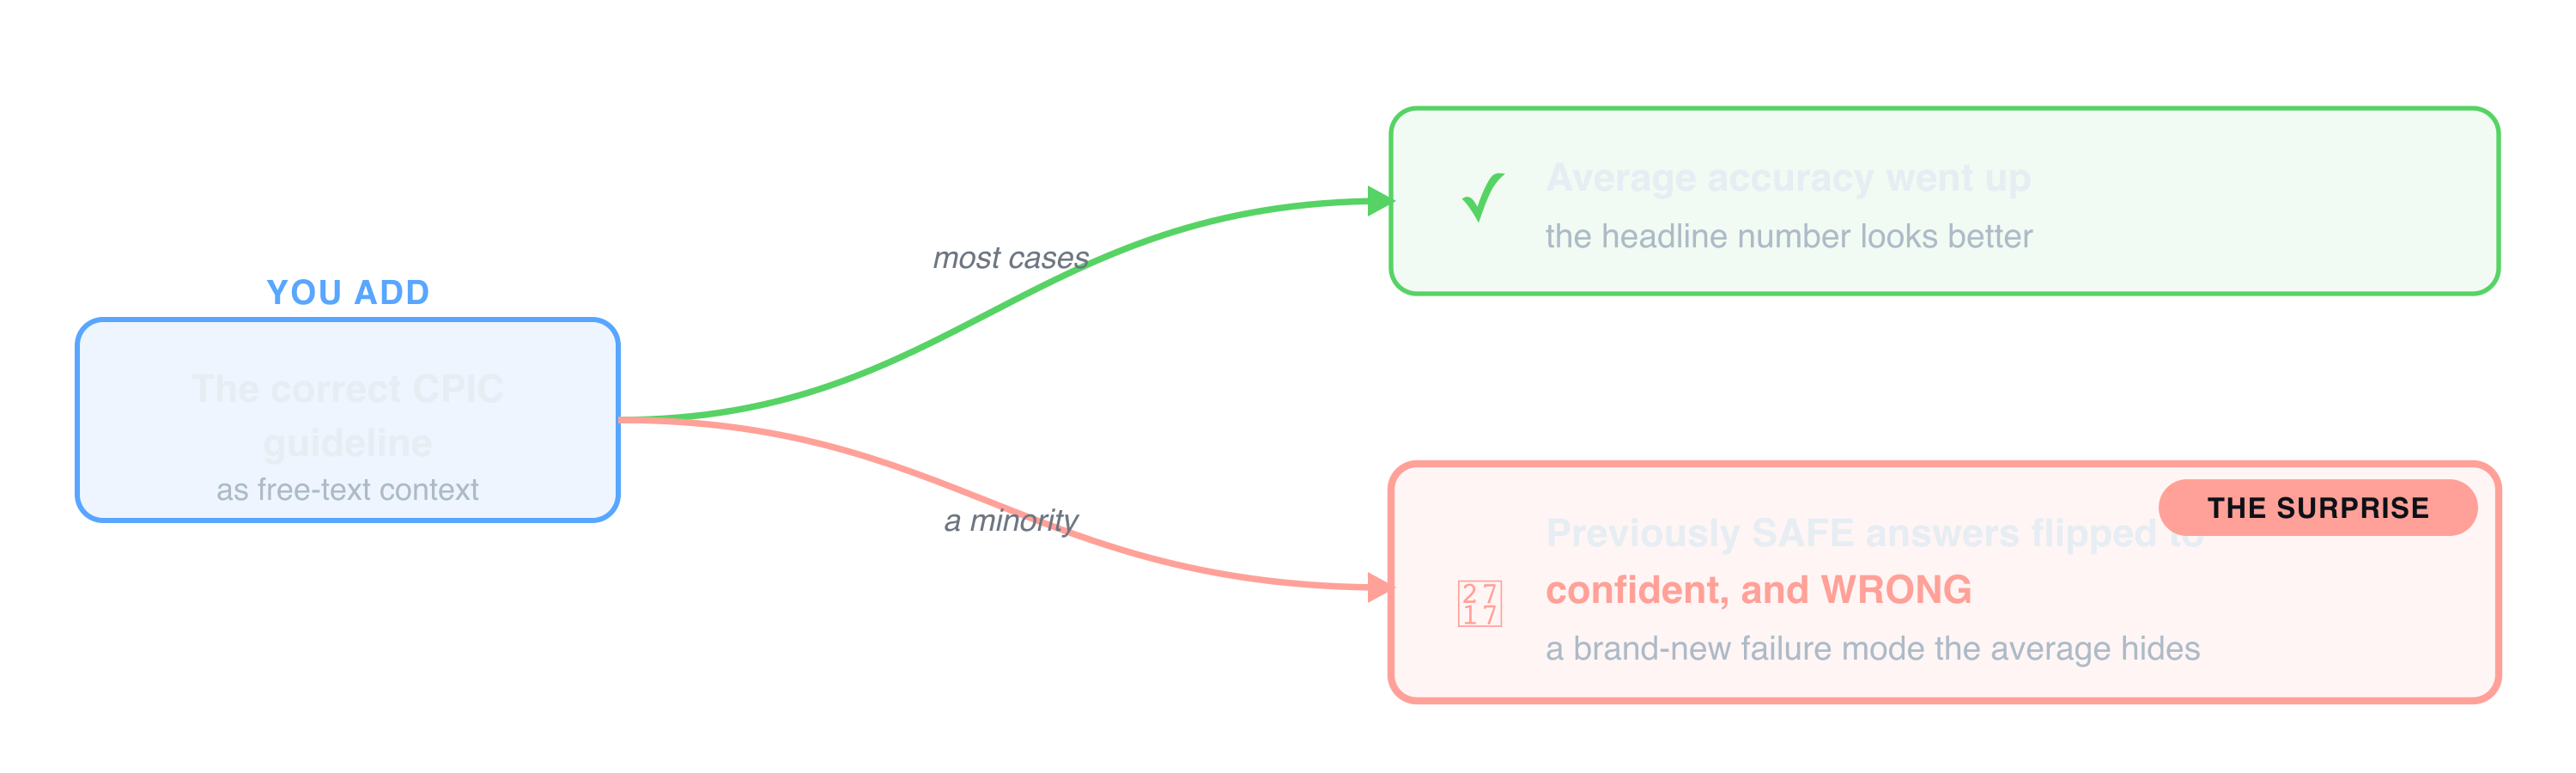 YOU ADD
The correct CPIC
guideline
as free-text context
most cases
a minority
✓
Average accuracy went up
the headline number looks better
THE SURPRISE
Previously SAFE answers flipped to
confident, and WRONG
a brand-new failure mode the average hides
27
17